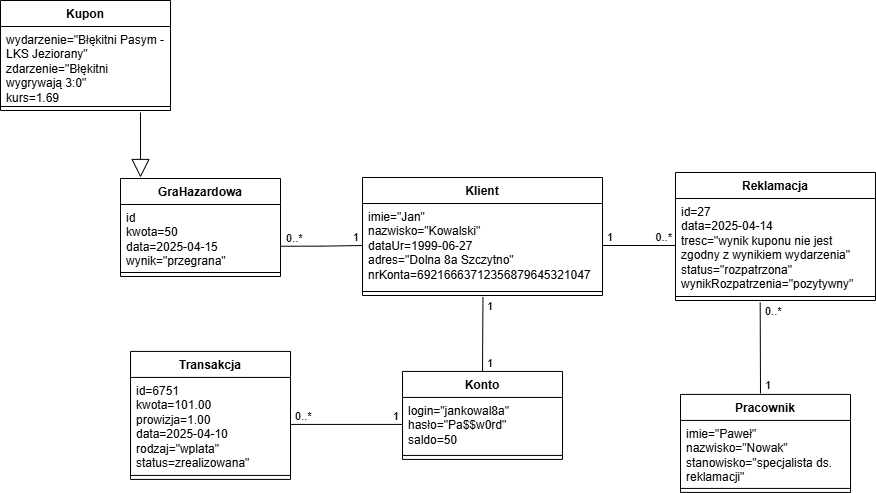 Kupon
wydarzenie="Błękitni Pasym -
LKS Jeziorany"
zdarzenie="Błękitni
wygrywają 3:0"
kurs=1.69
GraHazardowa
id
kwota=50
data=2025-04-15
wynik="przegrana"
0..*
1
Klient
imie="Jan"
nazwisko="Kowalski"
dataUr=1999-06-27
adres="Dolna 8a Szczytno"
nrKonta=69216663712356879645321047
1
0..*
Reklamacja
id=27
data=2025-04-14
tresc="wynik kuponu nie jest
zgodny z wynikiem wydarzenia"
status="rozpatrzona"
wynikRozpatrzenia="pozytywny"
1
0..*
Transakcja
id=6751
kwota=101.00
prowizja=1.00
data=2025-04-10
rodzaj="wplata"
status=zrealizowana"
0..*
1
1
Konto
login="jankowal8a"
hasło="Pa$$w0rd"
saldo=50
1
Pracownik
imie="Paweł"
nazwisko="Nowak"
stanowisko="specjalista ds.
reklamacji"